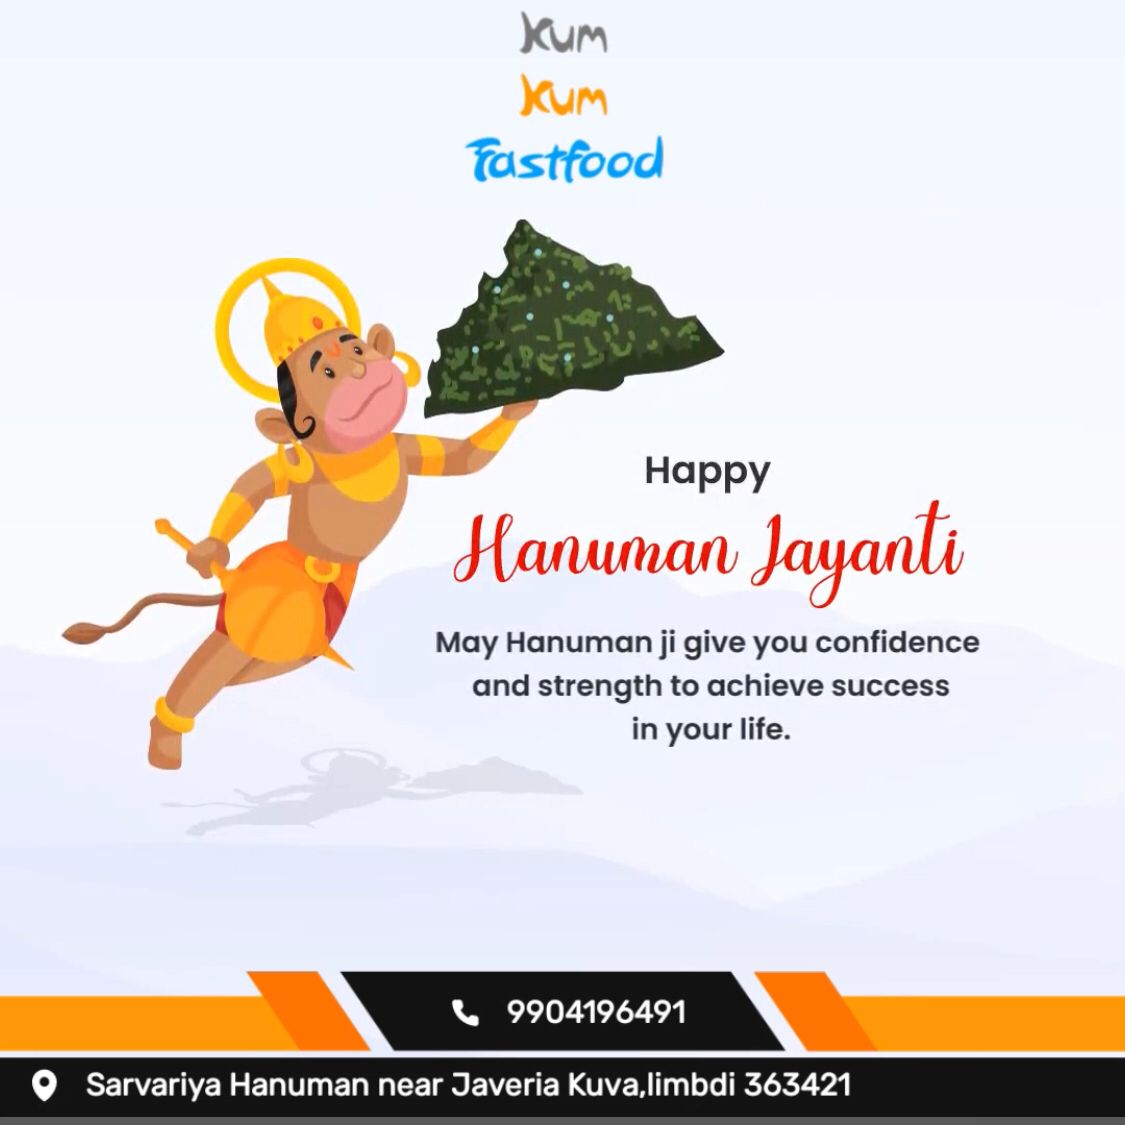 Kum
Kum
Fastfood
Happy
Hanuman Jayanti
May Hanuman ji give you confidence
and strength to achieve success
in your life.
9904196491
Sarvariya Hanuman near Javeria Kuva,limbdi 363421